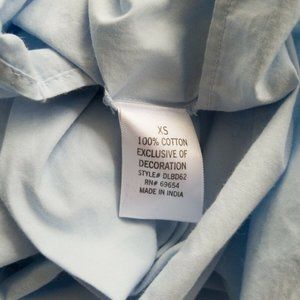 XS
100% COTTON
EXCLUSIVE OF
DECORATION
STYLE# DLBD62
RN# 69654
MADE IN INDIA